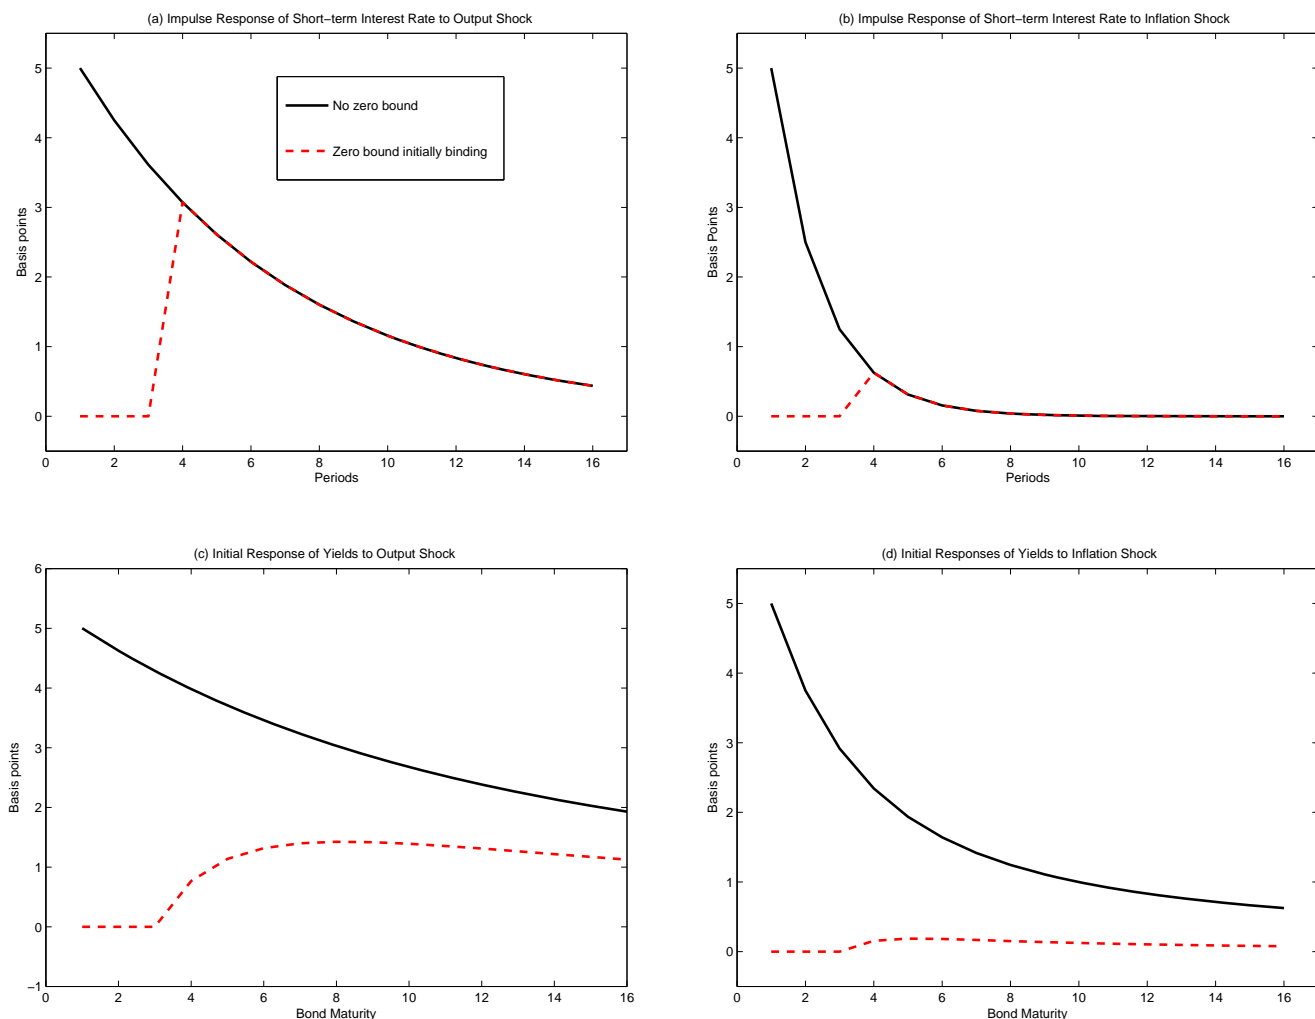 (a) Impulse Response of Short−term Interest Rate to Output Shock
5
4
3
2
1
0
Basis points
No zero bound
Zero bound initially binding
0 2 4 6 8 10 12 14 16
Periods
(b) Impulse Response of Short−term Interest Rate to Inflation Shock
5
4
3
2
1
0
Basis Points
0 2 4 6 8 10 12 14 16
Periods
(c) Initial Response of Yields to Output Shock
6
5
4
3
2
1
0
−1
Basis points
0 2 4 6 8 10 12 14 16
Bond Maturity
(d) Initial Responses of Yields to Inflation Shock
5
4
3
2
1
0
Basis points
0 2 4 6 8 10 12 14 16
Bond Maturity